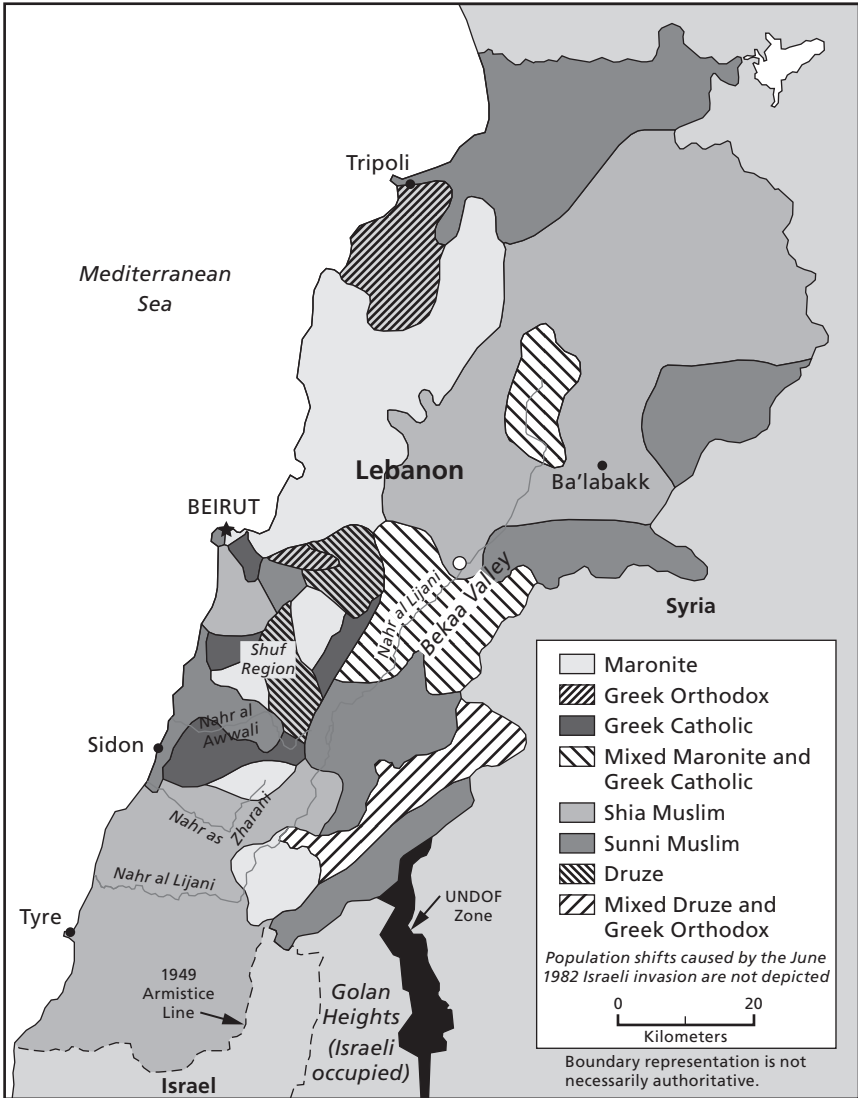 Tripoli
Mediterranean
Sea
Lebanon
Ba'labakk
BEIRUT
Nahr al Lijani
Bekaa Valley
Syria
Shuf
Region
Nahr al
Awwali
Sidon
Nahr as
Zharani
Nahr al Lijani
Tyre
UNDOF
Zone
1949
Armistice
Line
Golan
Heights
(Israeli
occupied)
Israel
Maronite
Greek Orthodox
Greek Catholic
Mixed Maronite and
Greek Catholic
Shia Muslim
Sunni Muslim
Druze
Mixed Druze and
Greek Orthodox
Population shifts caused by the June
1982 Israeli invasion are not depicted
0 20
Kilometers
Boundary representation is not
necessarily authoritative.